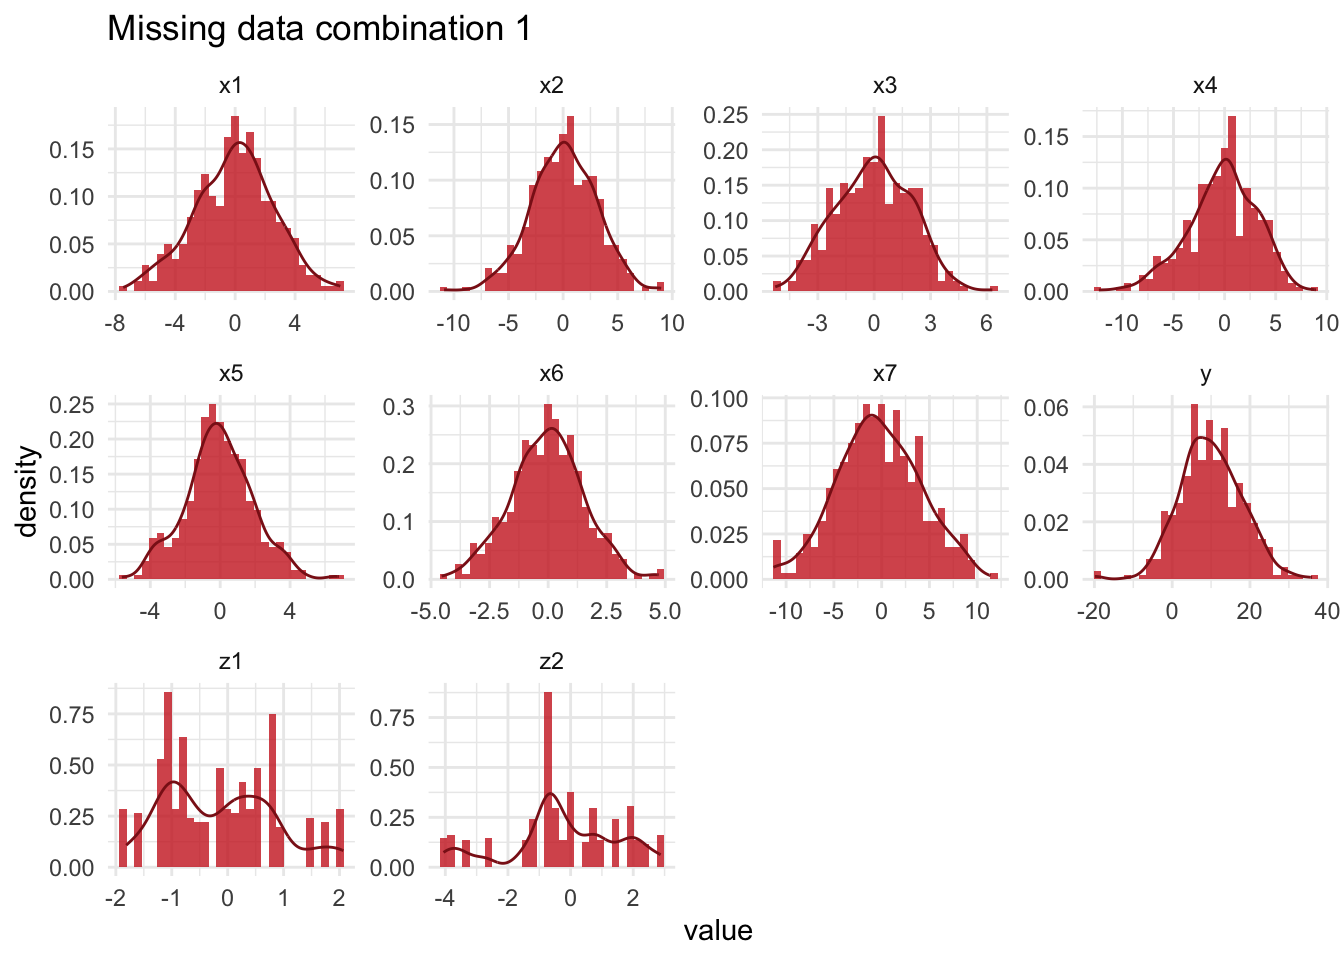 Missing data combination 1
x1 x2 x3 x4
0.15 0.10 0.05 0.00
-8 -4 0 4
0.15 0.10 0.05 0.00
-10 -5 0 5 10
0.25 0.20 0.15 0.10 0.05 0.00
-3 0 3 6
0.15 0.10 0.05 0.00
-10 -5 0 5 10
x5 x6 x7 y
density
0.25 0.20 0.15 0.10 0.05 0.00
-4 0 4
0.3 0.2 0.1 0.0
-5.0 -2.5 0.0 2.5 5.0
0.100 0.075 0.050 0.025 0.000
-10 -5 0 5 10
0.06 0.04 0.02 0.00
-20 0 20 40
z1 z2
0.75 0.50 0.25 0.00
-2 -1 0 1 2
0.75 0.50 0.25 0.00
-4 -2 0 2
value